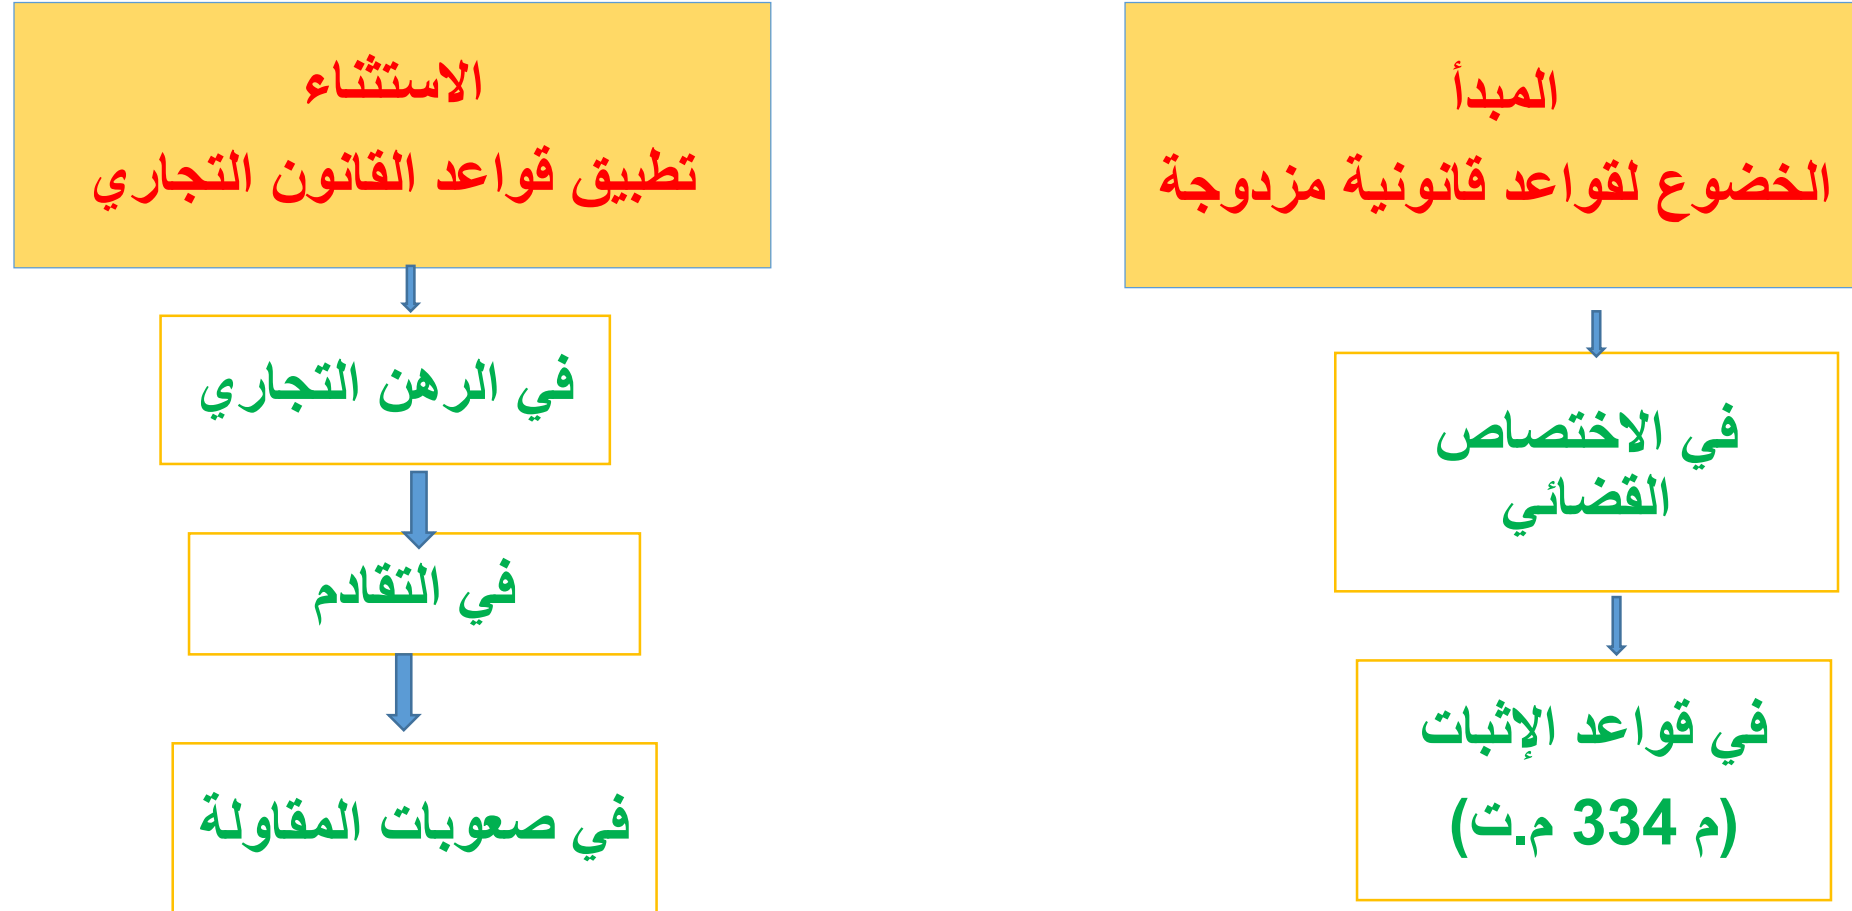 المبدأ
الخضوع لقواعد قانونية مزدوجة
في الاختصاص
القضائي
في قواعد الإثبات
(م 334 م.ت)
الاستثناء
تطبيق قواعد القانون التجاري
في الرهن التجاري
في التقادم
في صعوبات المقاولة